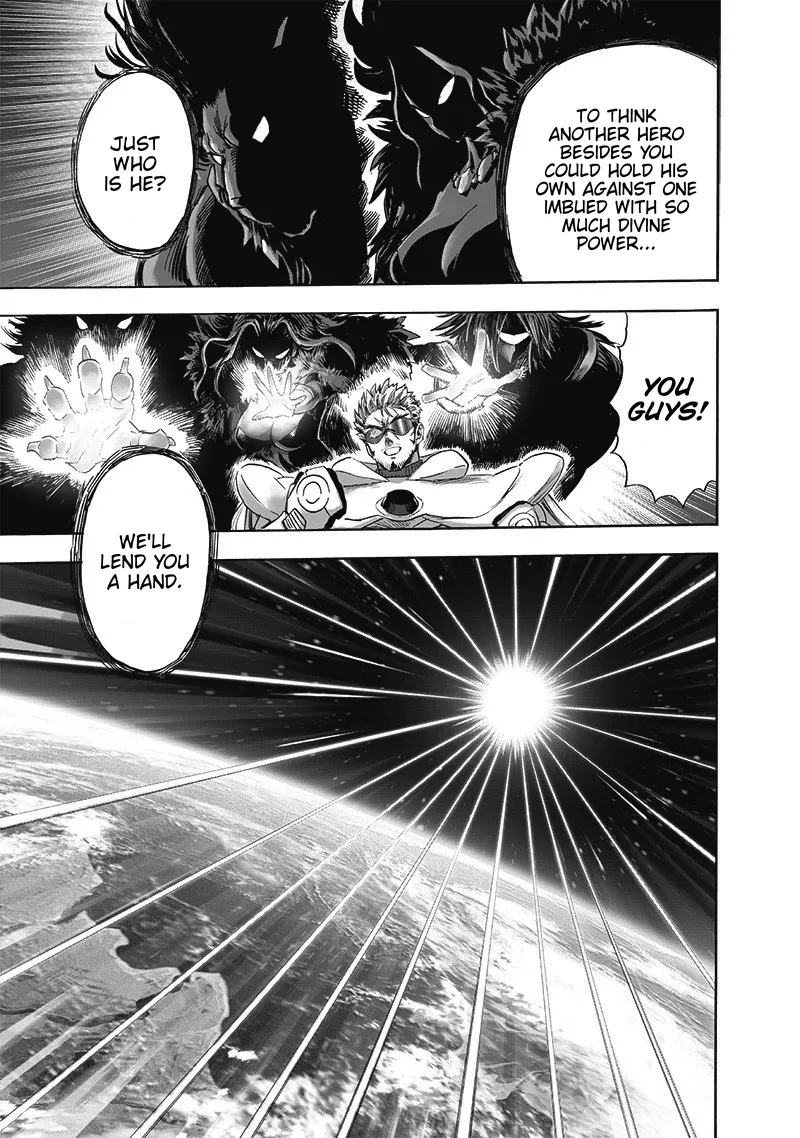 TO THINK
ANOTHER HERO
BESIDES YOU
COULD HOLD HIS
OWN AGAINST ONE
IMBUED WITH SO
MUCH DIVINE
POWER...
JUST
WHO
IS HE?
YOU
GUYS!
WE'LL
LEND YOU
A HAND.